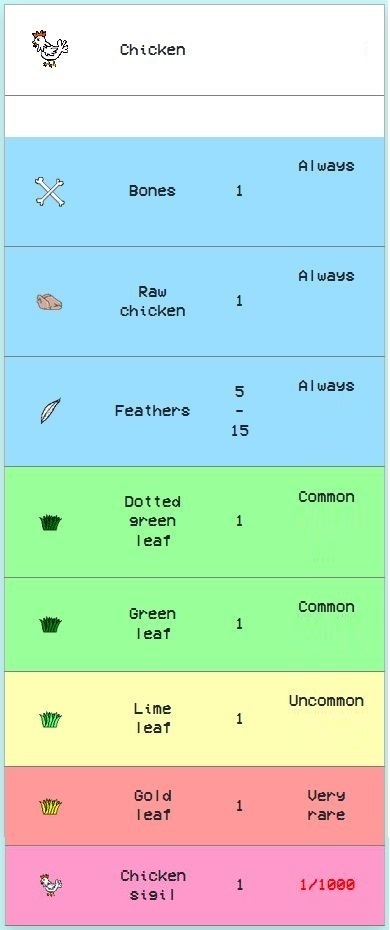 Chicken
Bones 1 Always
Raw
chicken 1 Always
Feathers 5
-
15 Always
Dotted
green
leaf 1 Common
Green
leaf 1 Common
Lime
leaf 1 Uncommon
Gold
leaf 1 Very
rare
Chicken
sigil 1 1/1000